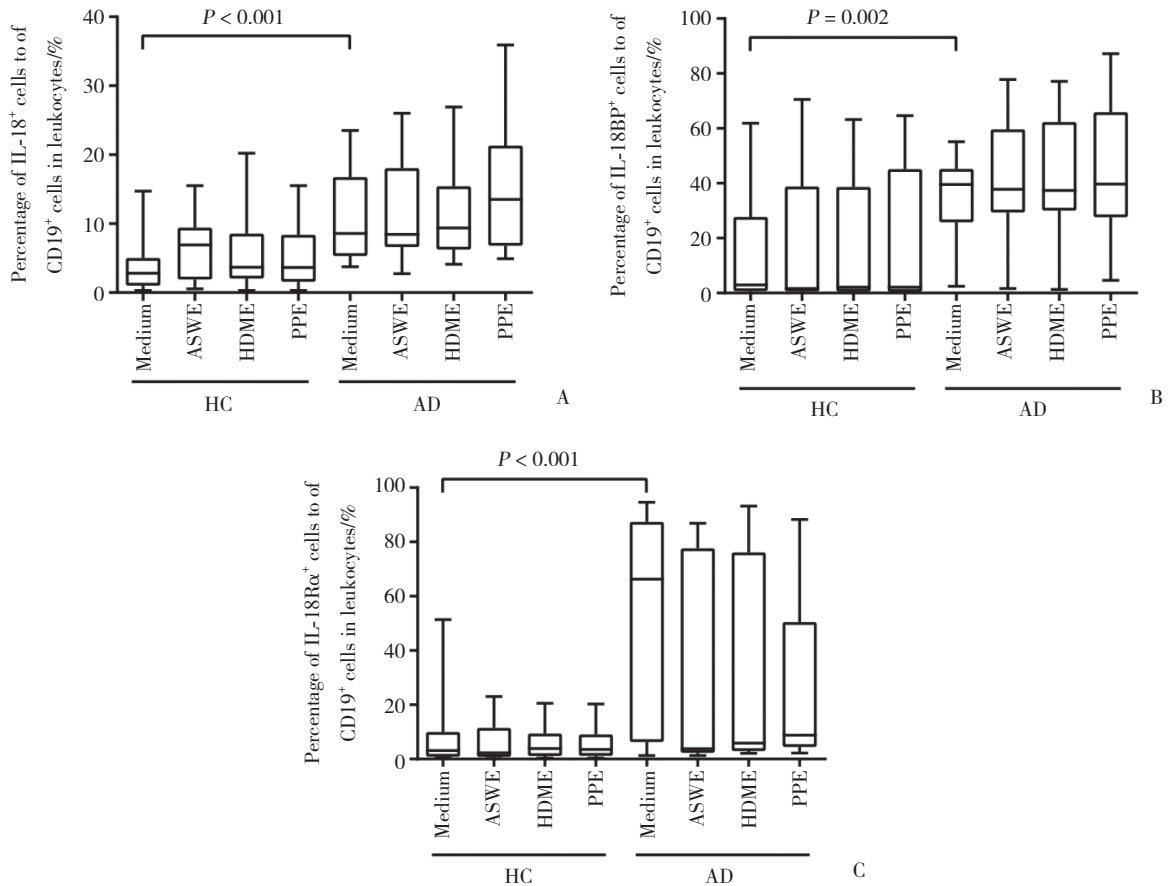 P < 0.001
Percentage of IL-18⁺ cells to of
CD19⁺ cells in leukocytes/%
40
30
20
10
0
Medium
ASWE
HDME
PPE
Medium
ASWE
HDME
PPE
HC
AD
A
P = 0.002
Percentage of IL-18BP⁺ cells to of
CD19⁺ cells in leukocytes/%
100
80
60
40
20
0
Medium
ASWE
HDME
PPE
Medium
ASWE
HDME
PPE
HC
AD
B
P < 0.001
Percentage of IL-18Rα⁺ cells to of
CD19⁺ cells in leukocytes/%
100
80
60
40
20
0
Medium
ASWE
HDME
PPE
Medium
ASWE
HDME
PPE
HC
AD
C